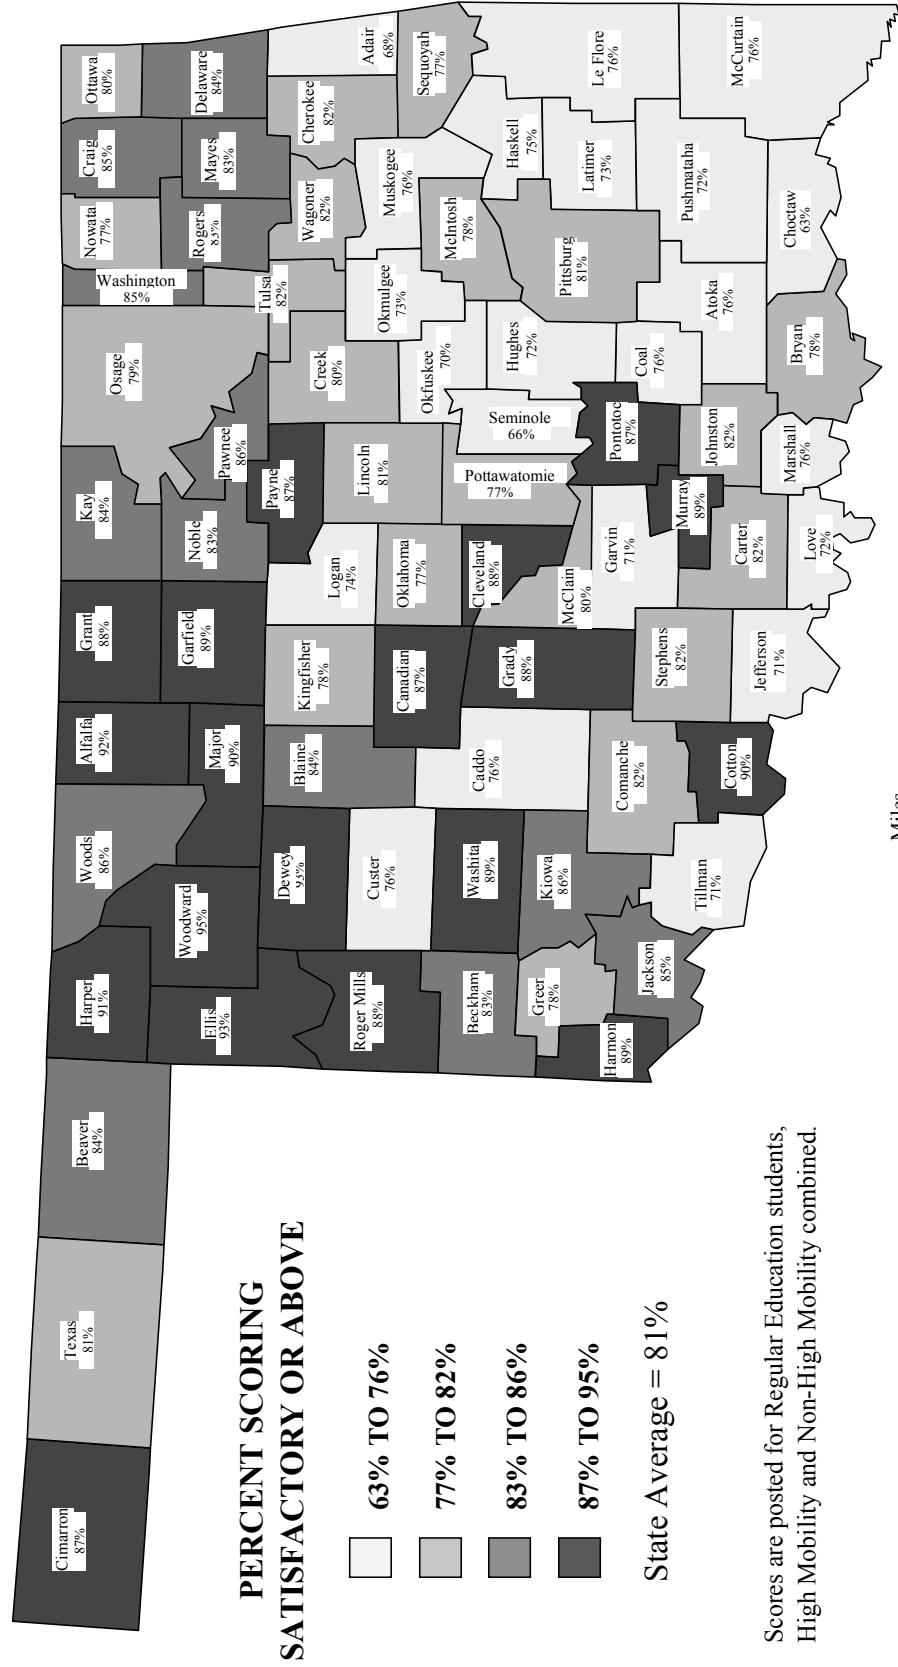 Cimarron
87%
Texas
81%
Beaver
84%
Harper
91%
Woods
86%
Alfalfa
92%
Grant
88%
Kay
84%
Osage
79%
Washington
85%
Nowata
77%
Craig
85%
Ottawa
80%
Ellis
93%
Woodward
95%
Major
90%
Garfield
89%
Noble
83%
Pawnee
86%
Rogers
83%
Mayes
83%
Delaware
84%
Roger Mills
88%
Dewey
93%
Blaine
84%
Kingfisher
78%
Logan
74%
Payne
87%
Lincoln
81%
Creek
80%
Tulsa
82%
Wagoner
82%
Cherokee
82%
Adair
68%
Custer
76%
Canadian
87%
Oklahoma
77%
Okfuskee
70%
Okmulgee
73%
Muskogee
76%
Sequoyah
77%
Beckham
83%
Washita
89%
Caddo
76%
Grady
88%
Cleveland
88%
Pottawatomie
77%
Seminole
66%
Hughes
72%
McIntosh
78%
Haskell
75%
Le Flore
76%
Harmon
89%
Greer
78%
Kiowa
86%
Comanche
82%
McClain
80%
Garvin
71%
Pontotoc
87%
Coal
76%
Pittsburg
81%
Latimer
73%
Jackson
85%
Tillman
71%
Cotton
90%
Stephens
82%
Murray
89%
Johnston
82%
Atoka
76%
Pushmataha
72%
McCurtain
76%
Jefferson
71%
Carter
82%
Love
72%
Marshall
76%
Bryan
78%
Choctaw
63%
PERCENT SCORING
SATISFACTORY OR ABOVE
63% TO 76%
77% TO 82%
83% TO 86%
87% TO 95%
State Average = 81%
Scores are posted for Regular Education students,
High Mobility and Non-High Mobility combined.
Miles